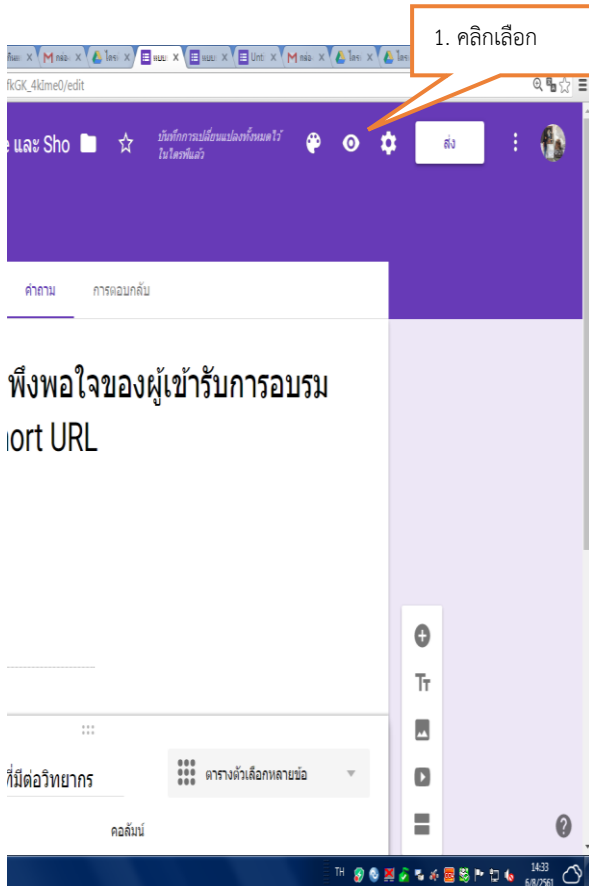 1. คลิกเลือก
fkGK_4kIme0/edit
และ Sho
บันทึกการเปลี่ยนแปลงทั้งหมดไว้
ในไดรฟ์แล้ว
ส่ง
คำถาม การตอบกลับ
พึงพอใจของผู้เข้ารับการอบรม
ort URL
Tт
ที่มีต่อวิทยากร
ตารางตัวเลือกหลายข้อ
คอลัมน์
TH
14:33
6/8/2561